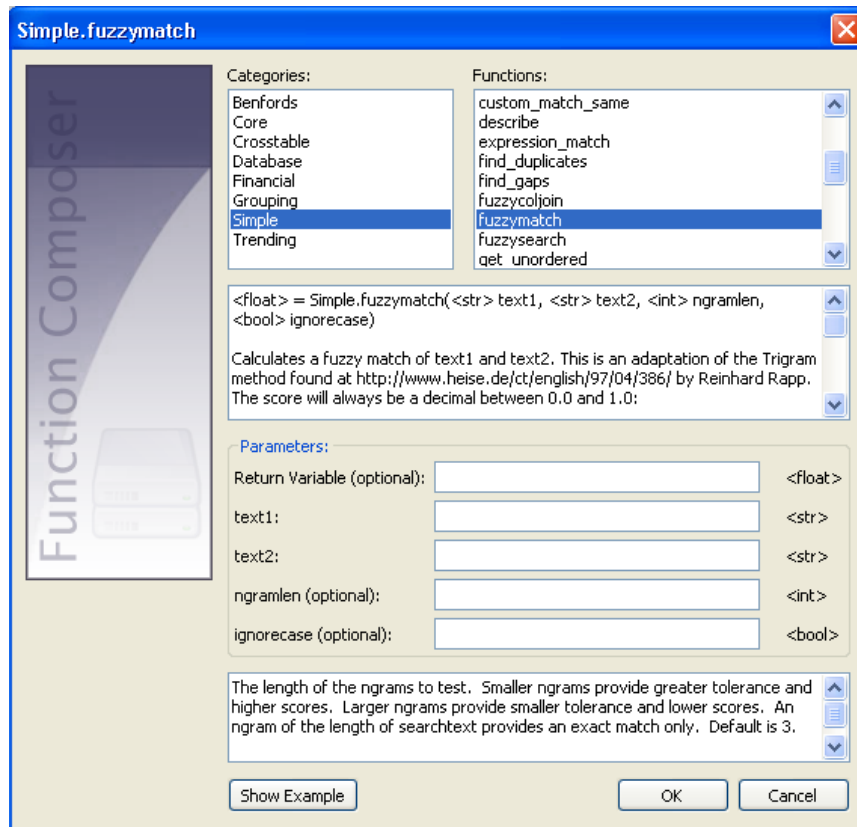 Simple.fuzzymatch
Function Composer
Categories:
Benfords
Core
Crosstable
Database
Financial
Grouping
Simple
Trending
Functions:
custom_match_same
describe
expression_match
find_duplicates
find_gaps
fuzzycoljoin
fuzzymatch
fuzzysearch
get_unordered
<float> = Simple.fuzzymatch(<str> text1, <str> text2, <int> ngramlen,
<bool> ignorecase)
Calculates a fuzzy match of text1 and text2. This is an adaptation of the Trigram
method found at http://www.heise.de/ct/english/97/04/386/ by Reinhard Rapp.
The score will always be a decimal between 0.0 and 1.0:
Parameters:
Return Variable (optional): <float>
text1: <str>
text2: <str>
ngramlen (optional): <int>
ignorecase (optional): <bool>
The length of the ngrams to test. Smaller ngrams provide greater tolerance and
higher scores. Larger ngrams provide smaller tolerance and lower scores. An
ngram of the length of searchtext provides an exact match only. Default is 3.
Show Example
OK
Cancel